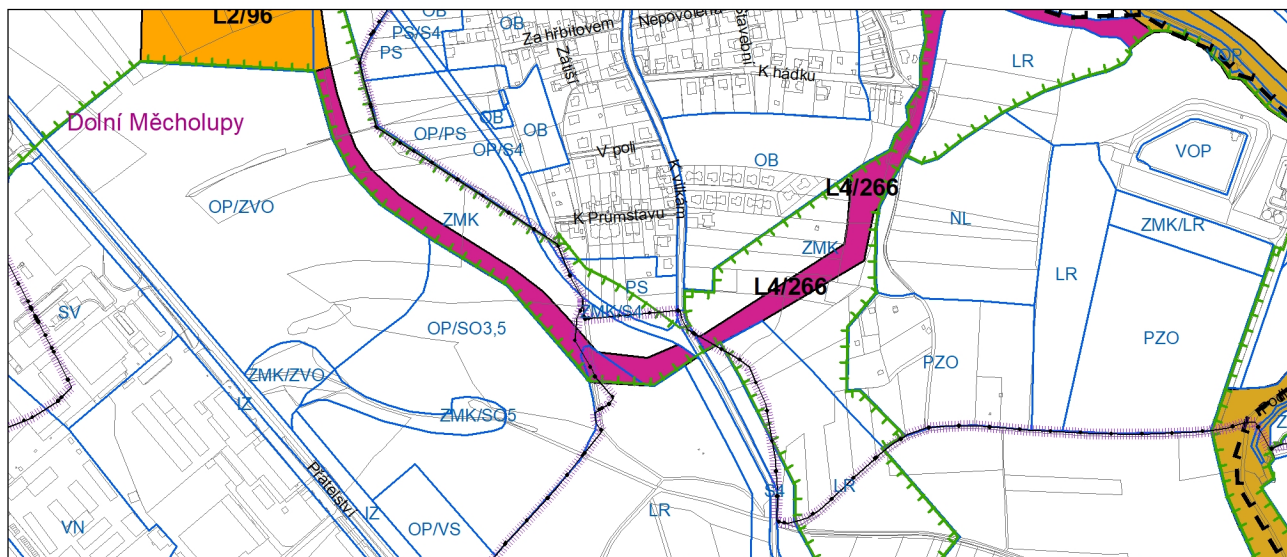 L2/96
OB
PS/S4
PS
Za hřbitovem
Nepovolená
OB
Stavební
Zátiší
K hádku
LR
VOP
Dolní Měcholupy
OP/PS
OB
OP/S4
OB
V poli
K vilkám
OB
VOP
L4/266
OP/ZVO
ZMK
K Průmstavu
ZMK
NL
ZMK/LR
LR
L4/266
PS
ZMK/S4
SV
OP/SO3,5
PZO
PZO
ZMK/ZVO
IZ
ZMK/SO5
Přátelství
IZ
S4
LR
VN
OP/VS
LR